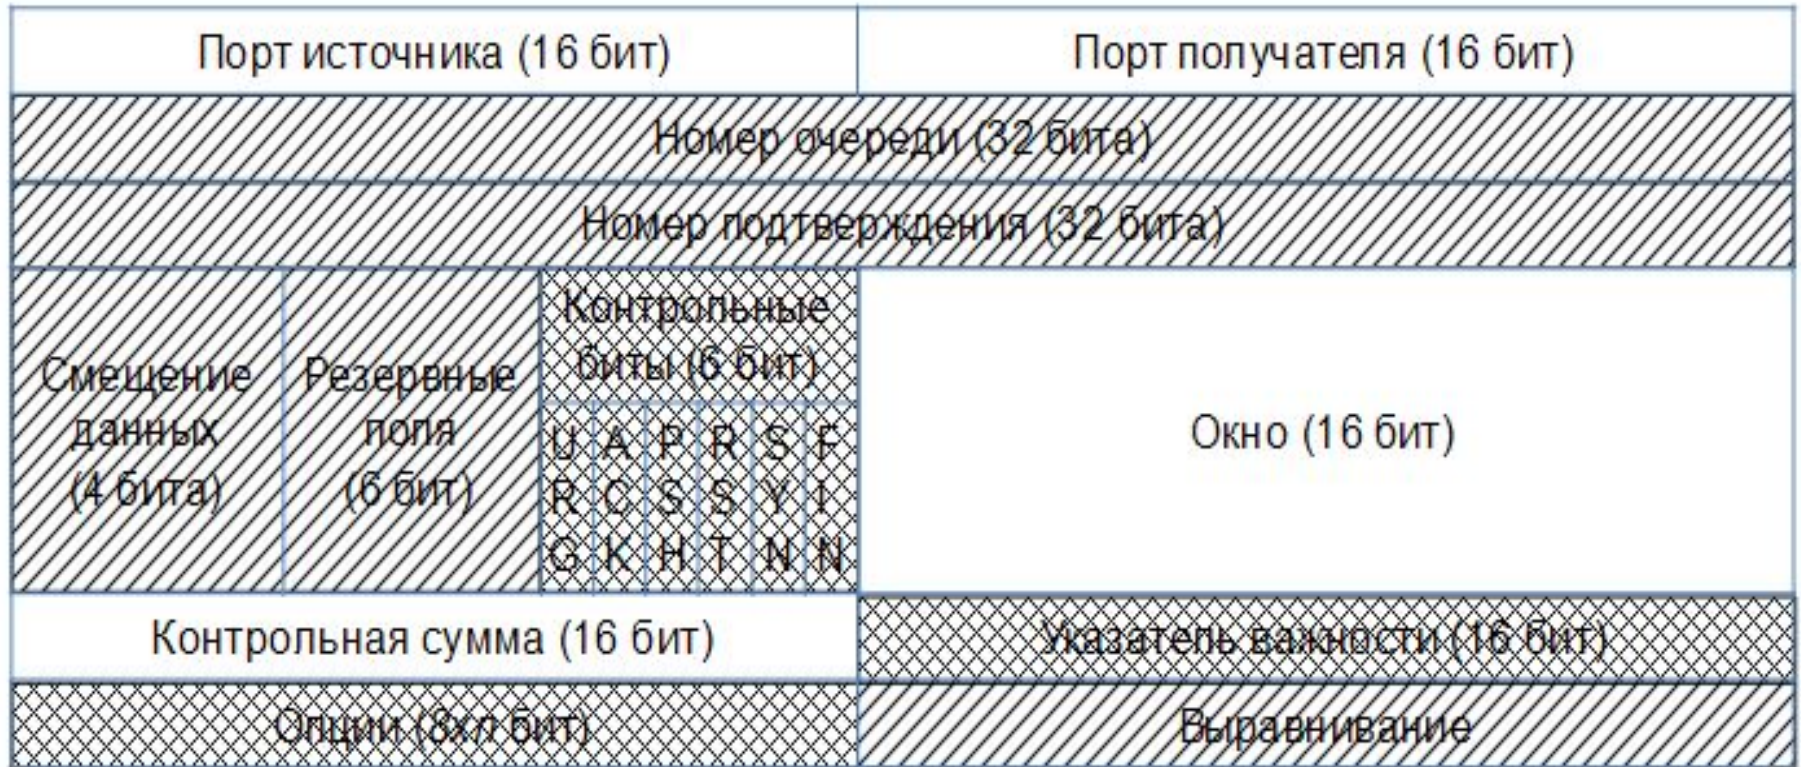 Порт источника (16 бит)
Порт получателя (16 бит)
Номер очереди (32 бита)
Номер подтверждения (32 бита)
Смещение
данных
(4 бита)
Резервные
поля
(6 бит)
Контрольные
биты (6 бит)
U A P R S F
R C S S Y I
G K H T N N
Окно (16 бит)
Контрольная сумма (16 бит)
Указатель важности (16 бит)
Опции (8xn бит)
Выравнивание